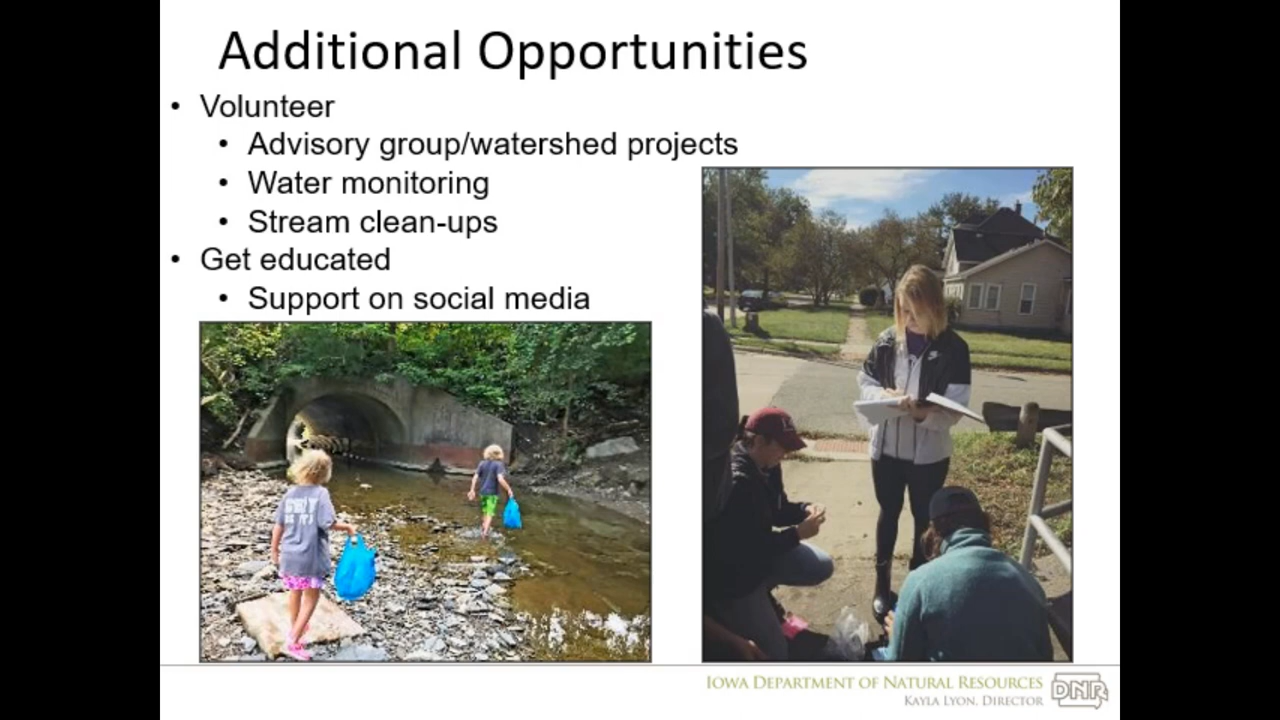 Additional Opportunities
• Volunteer
• Advisory group/watershed projects
• Water monitoring
• Stream clean-ups
• Get educated
• Support on social media
IOWA DEPARTMENT OF NATURAL RESOURCES
KAYLA LYON, DIRECTOR
DNR